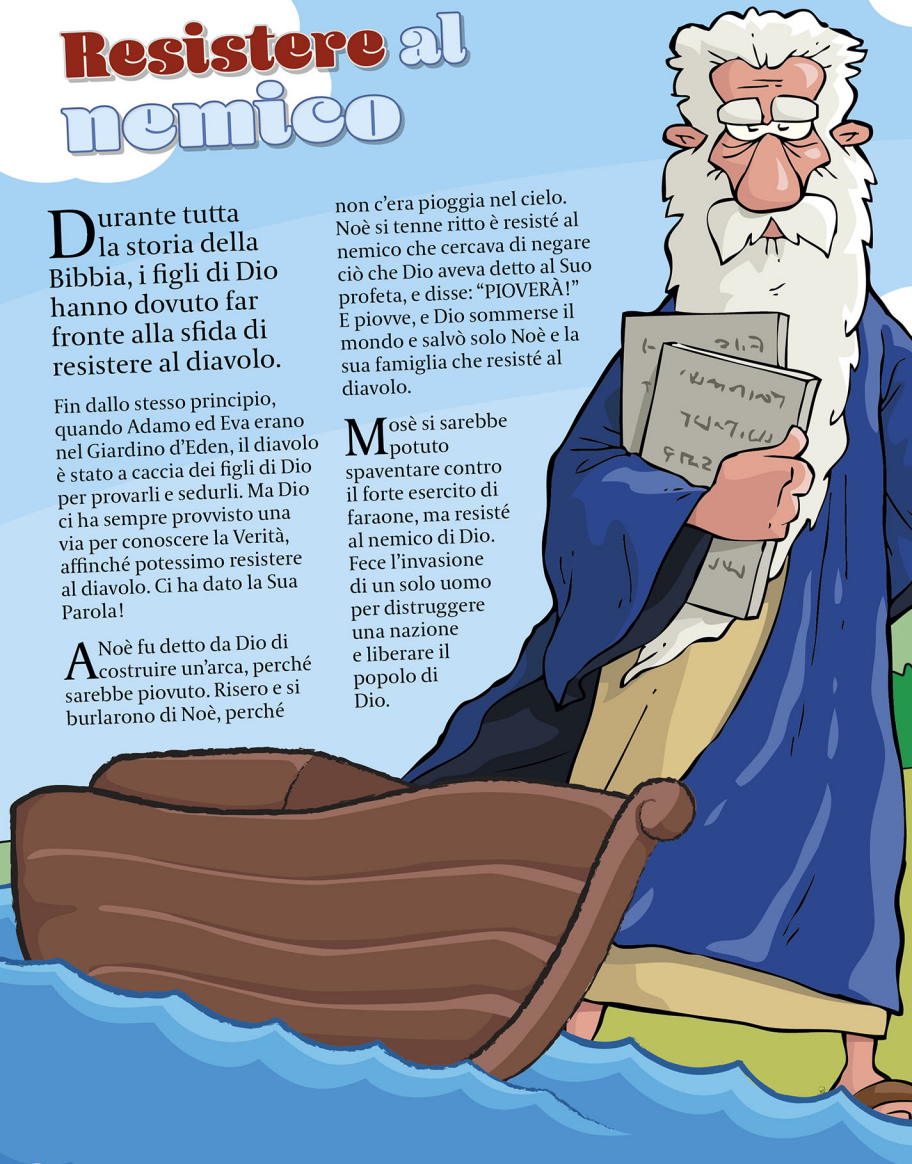 Resistere al
nemico
Durante tutta
la storia della
Bibbia, i figli di Dio
hanno dovuto far
fronte alla sfida di
resistere al diavolo.
Fin dallo stesso principio,
quando Adamo ed Eva erano
nel Giardino d’Eden, il diavolo
è stato a caccia dei figli di Dio
per provarli e sedurli. Ma Dio
ci ha sempre provvisto una
via per conoscere la Verità,
affinché potessimo resistere
al diavolo. Ci ha dato la Sua
Parola!
A Noè fu detto da Dio di
costruire un’arca, perché
sarebbe piovuto. Risero e si
burlarono di Noè, perché
non c’era pioggia nel cielo.
Noè si tenne ritto è resisté al
nemico che cercava di negare
ciò che Dio aveva detto al Suo
profeta, e disse: “PIOVERÀ!”
E piovve, e Dio sommerse il
mondo e salvò solo Noè e la
sua famiglia che resisté al
diavolo.
Mosè si sarebbe
potuto
spaventare contro
il forte esercito di
faraone, ma resisté
al nemico di Dio.
Fece l’invasione
di un solo uomo
per distruggere
una nazione
e liberare il
popolo di
Dio.